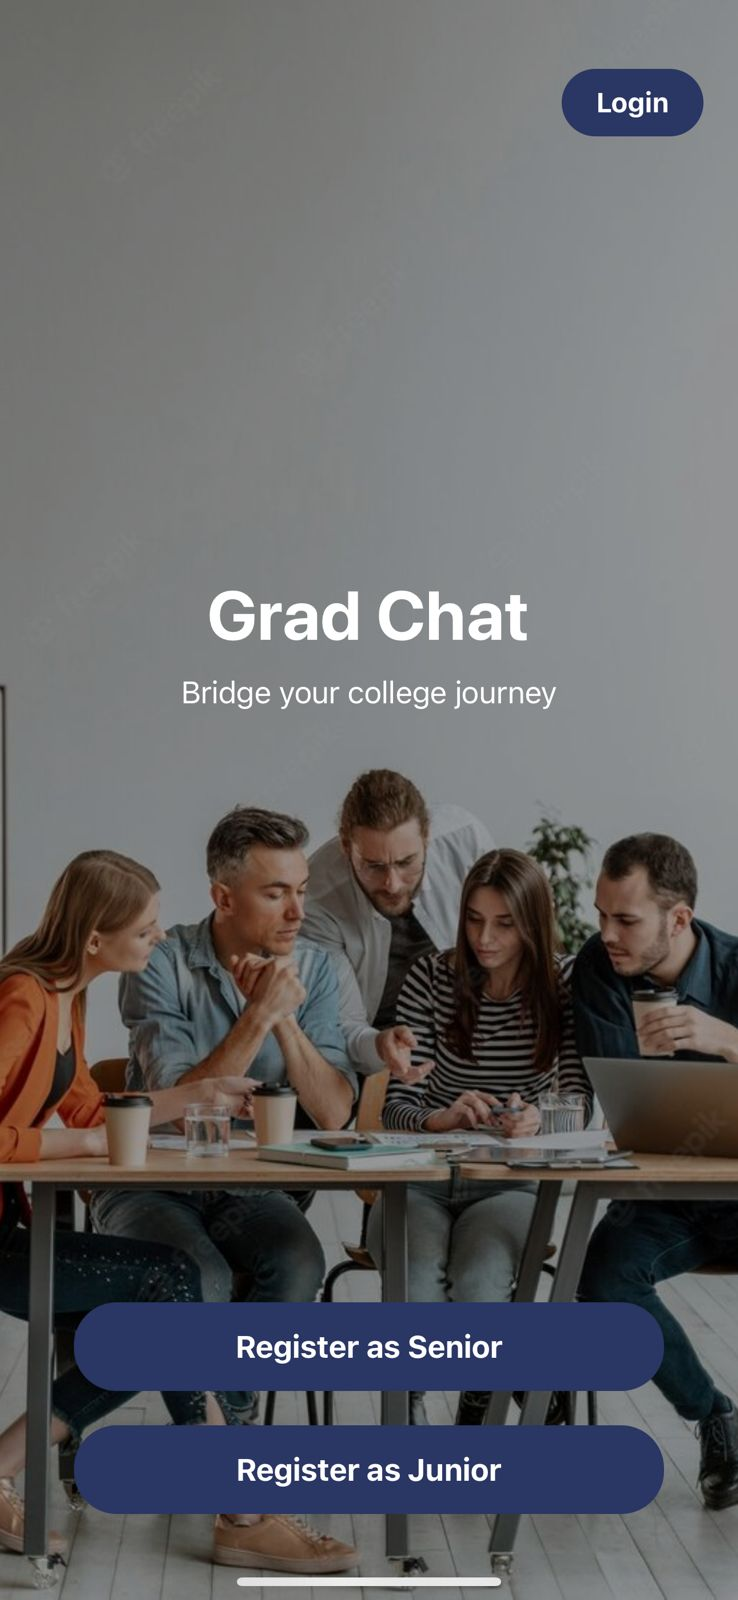 Login
Grad Chat
Bridge your college journey
Register as Senior
Register as Junior